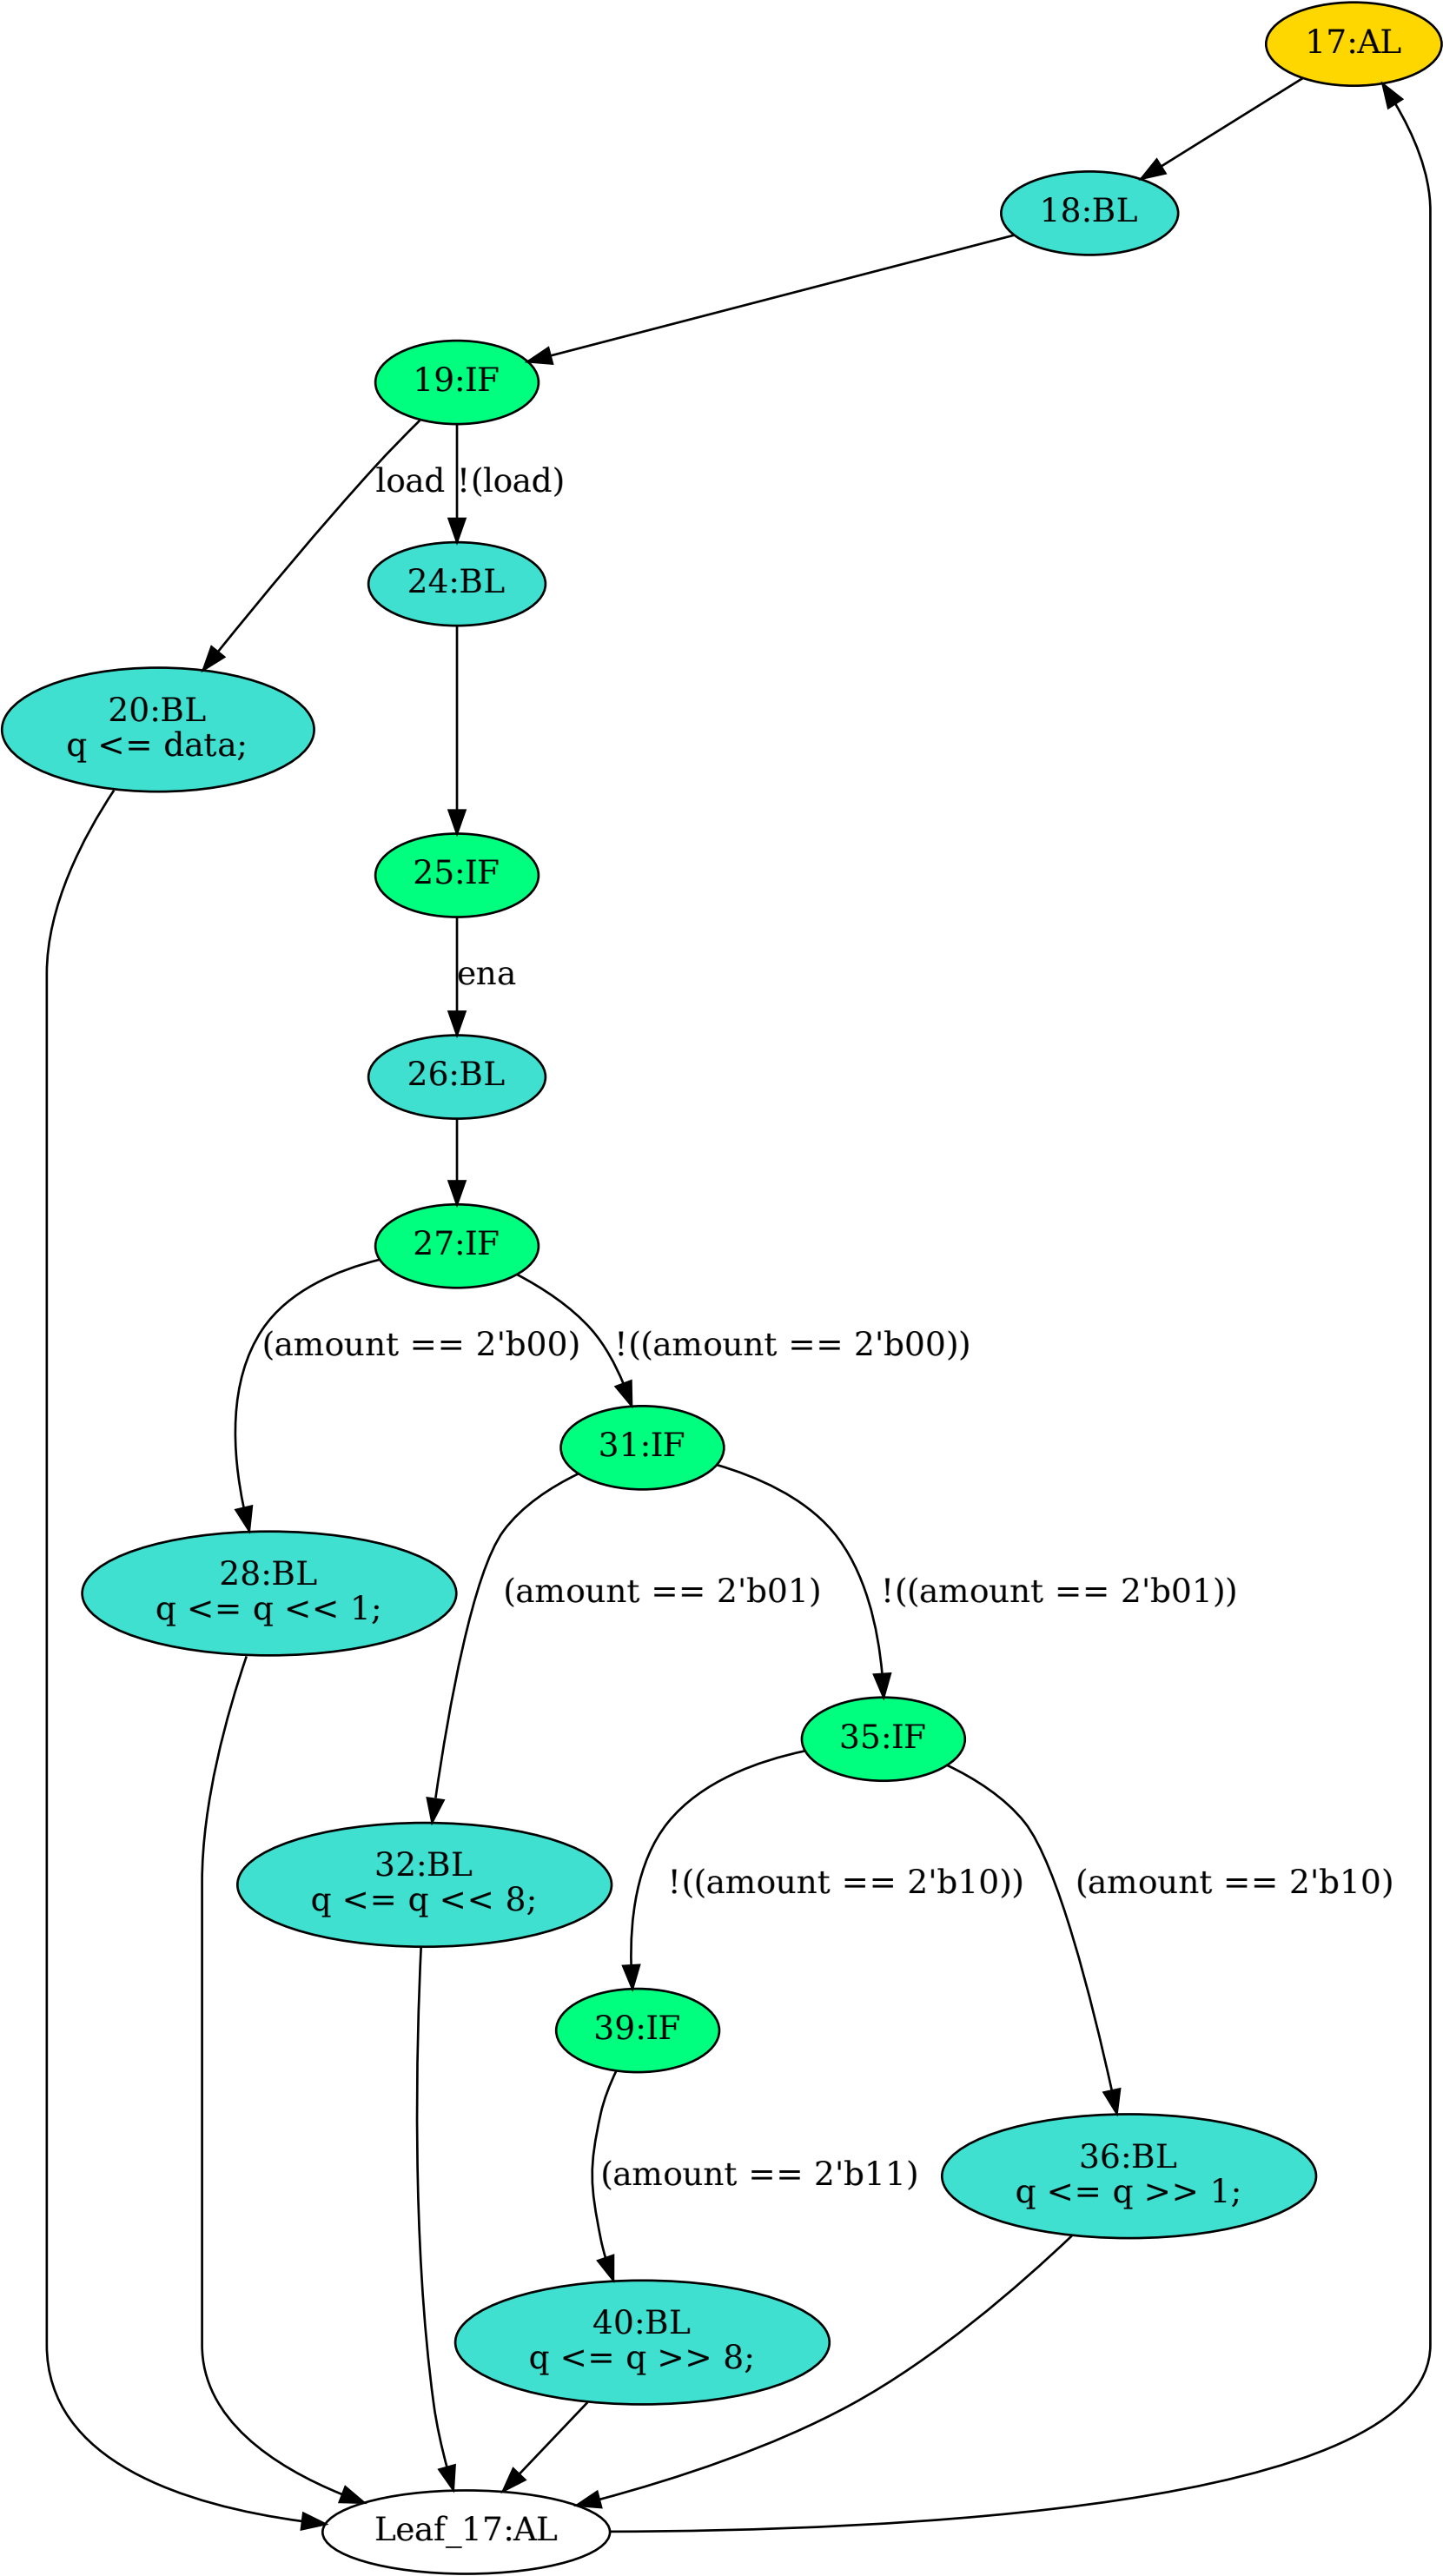 17:AL
18:BL
19:IF
load
!(load)
24:BL
20:BL
q <= data;
25:IF
ena
26:BL
27:IF
(amount == 2'b00)
!((amount == 2'b00))
31:IF
28:BL
q <= q << 1;
(amount == 2'b01)
!((amount == 2'b01))
35:IF
32:BL
q <= q << 8;
!((amount == 2'b10))
(amount == 2'b10)
39:IF
(amount == 2'b11)
36:BL
q <= q >> 1;
40:BL
q <= q >> 8;
Leaf_17:AL